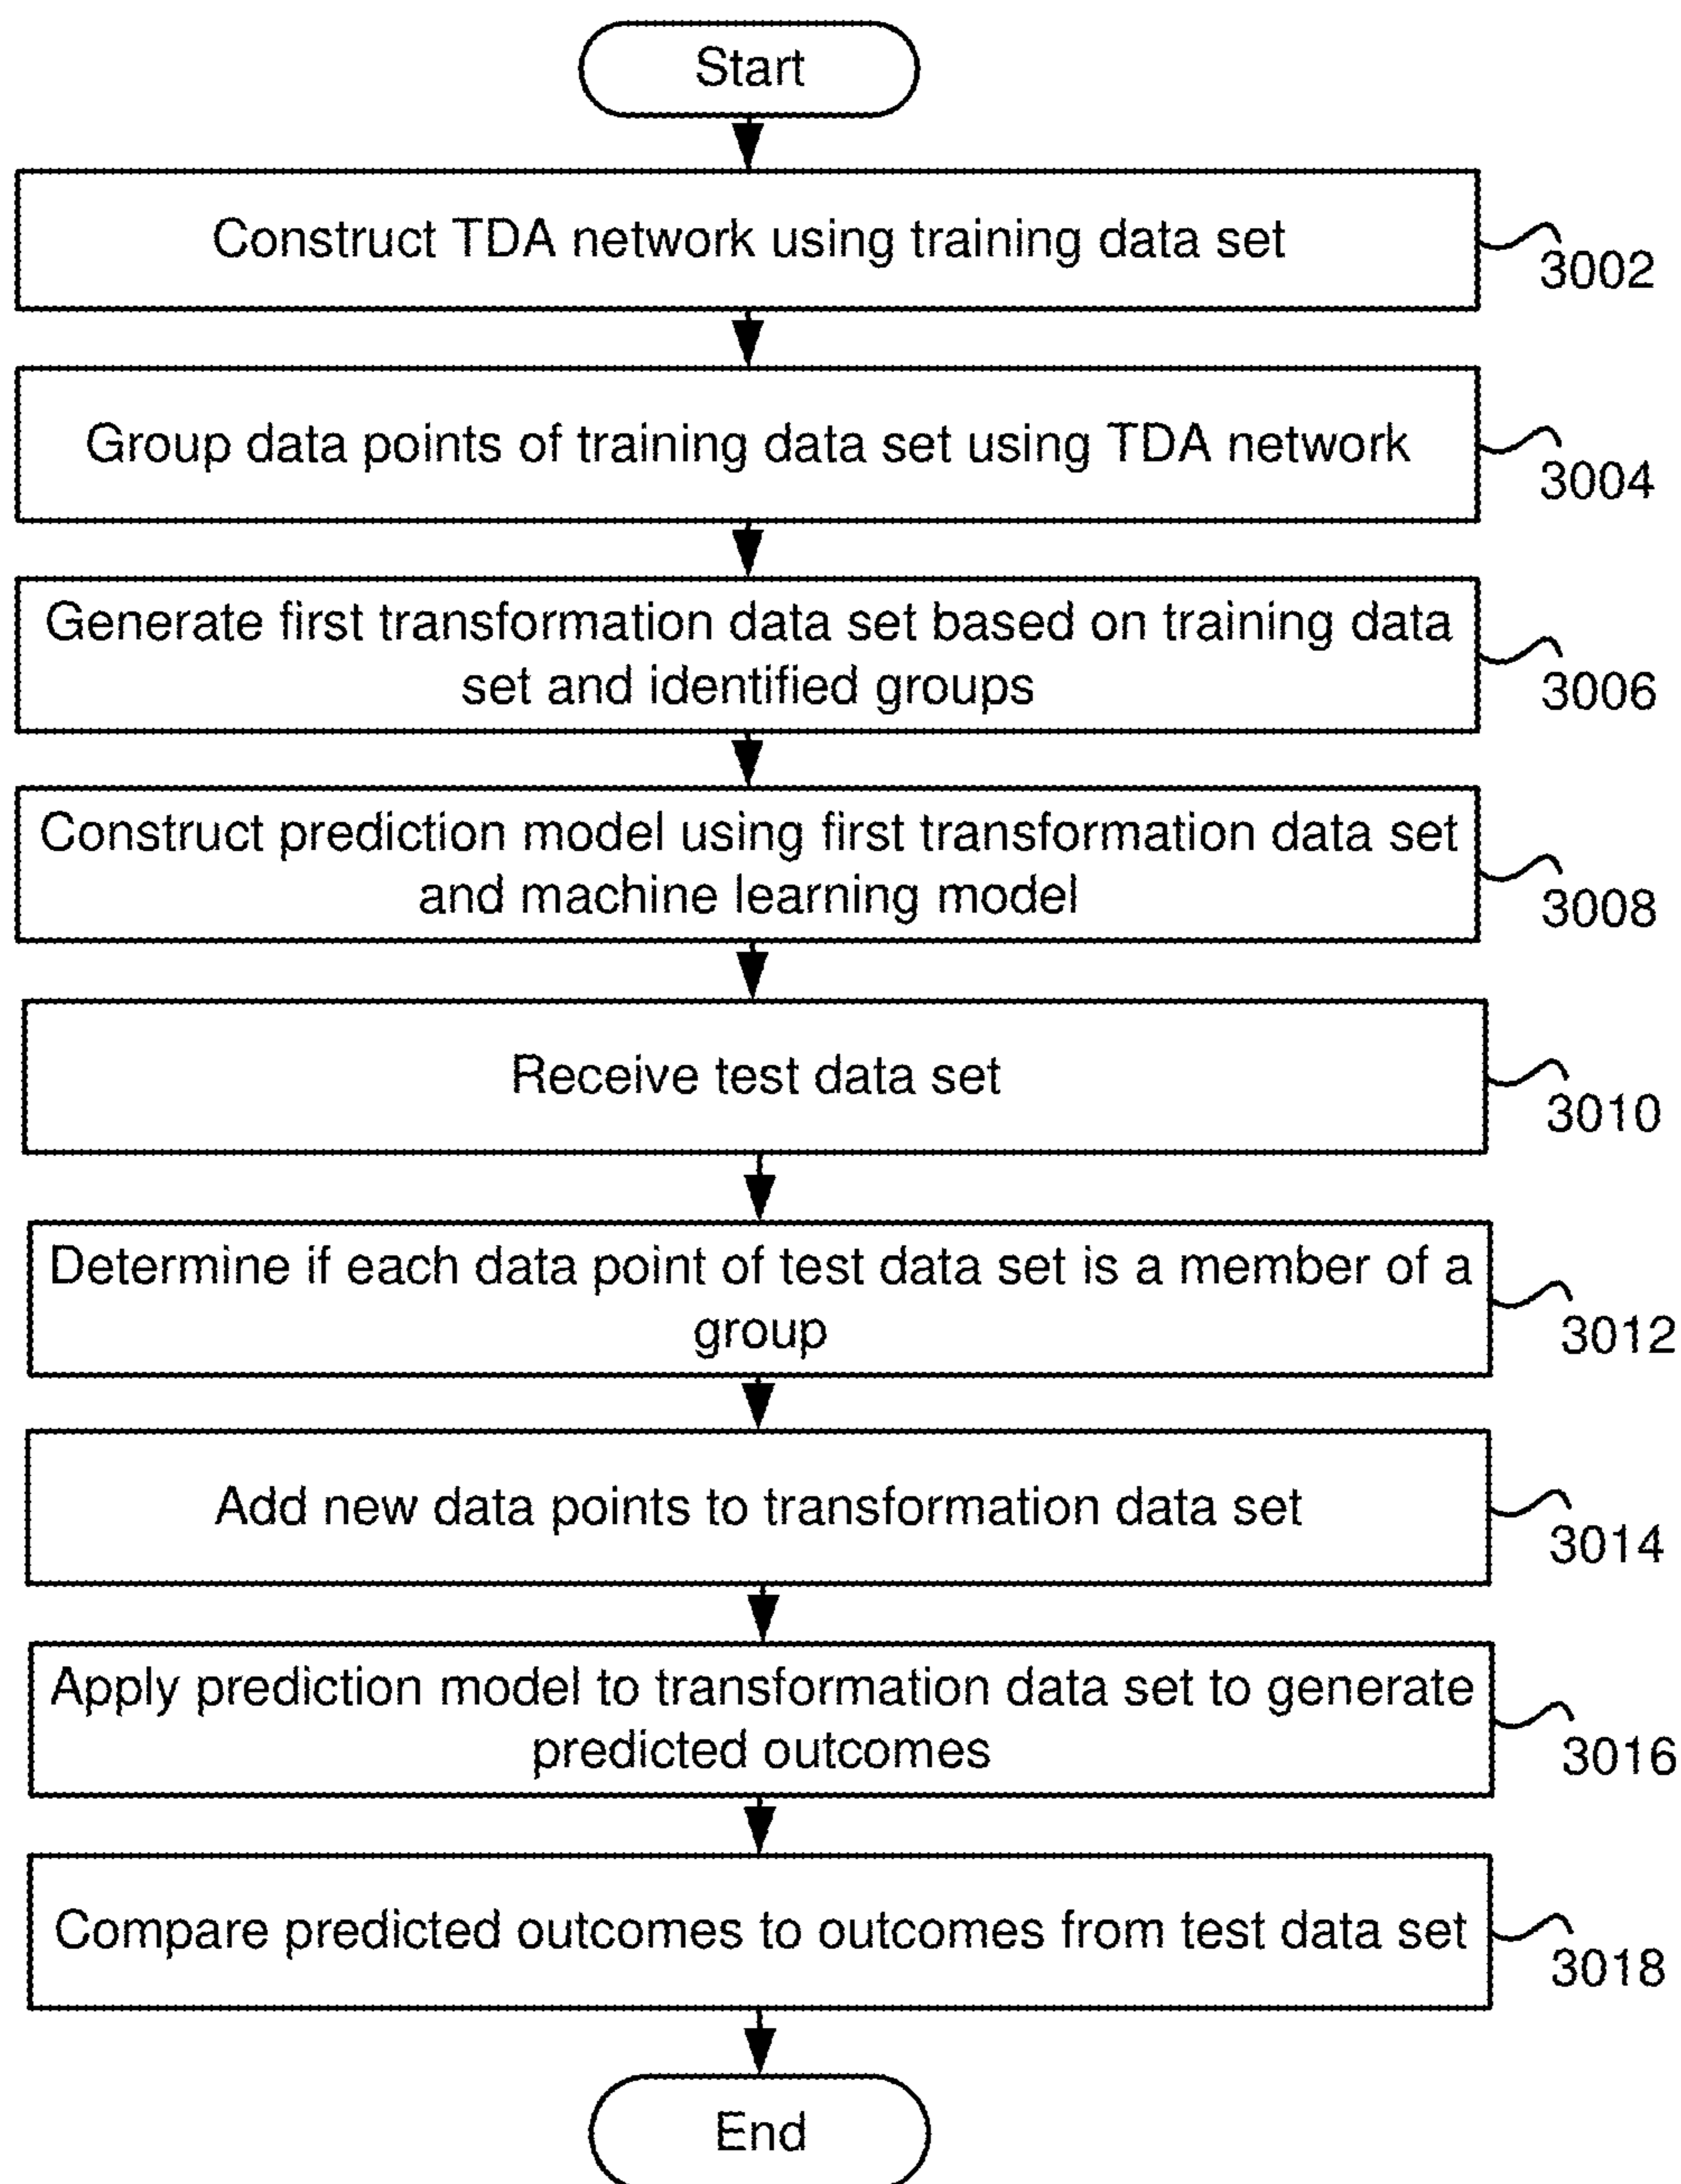 Start
Construct TDA network using training data set
3002
Group data points of training data set using TDA network
3004
Generate first transformation data set based on training data
set and identified groups
3006
Construct prediction model using first transformation data set
and machine learning model
3008
Receive test data set
3010
Determine if each data point of test data set is a member of a
group
3012
Add new data points to transformation data set
3014
Apply prediction model to transformation data set to generate
predicted outcomes
3016
Compare predicted outcomes to outcomes from test data set
3018
End